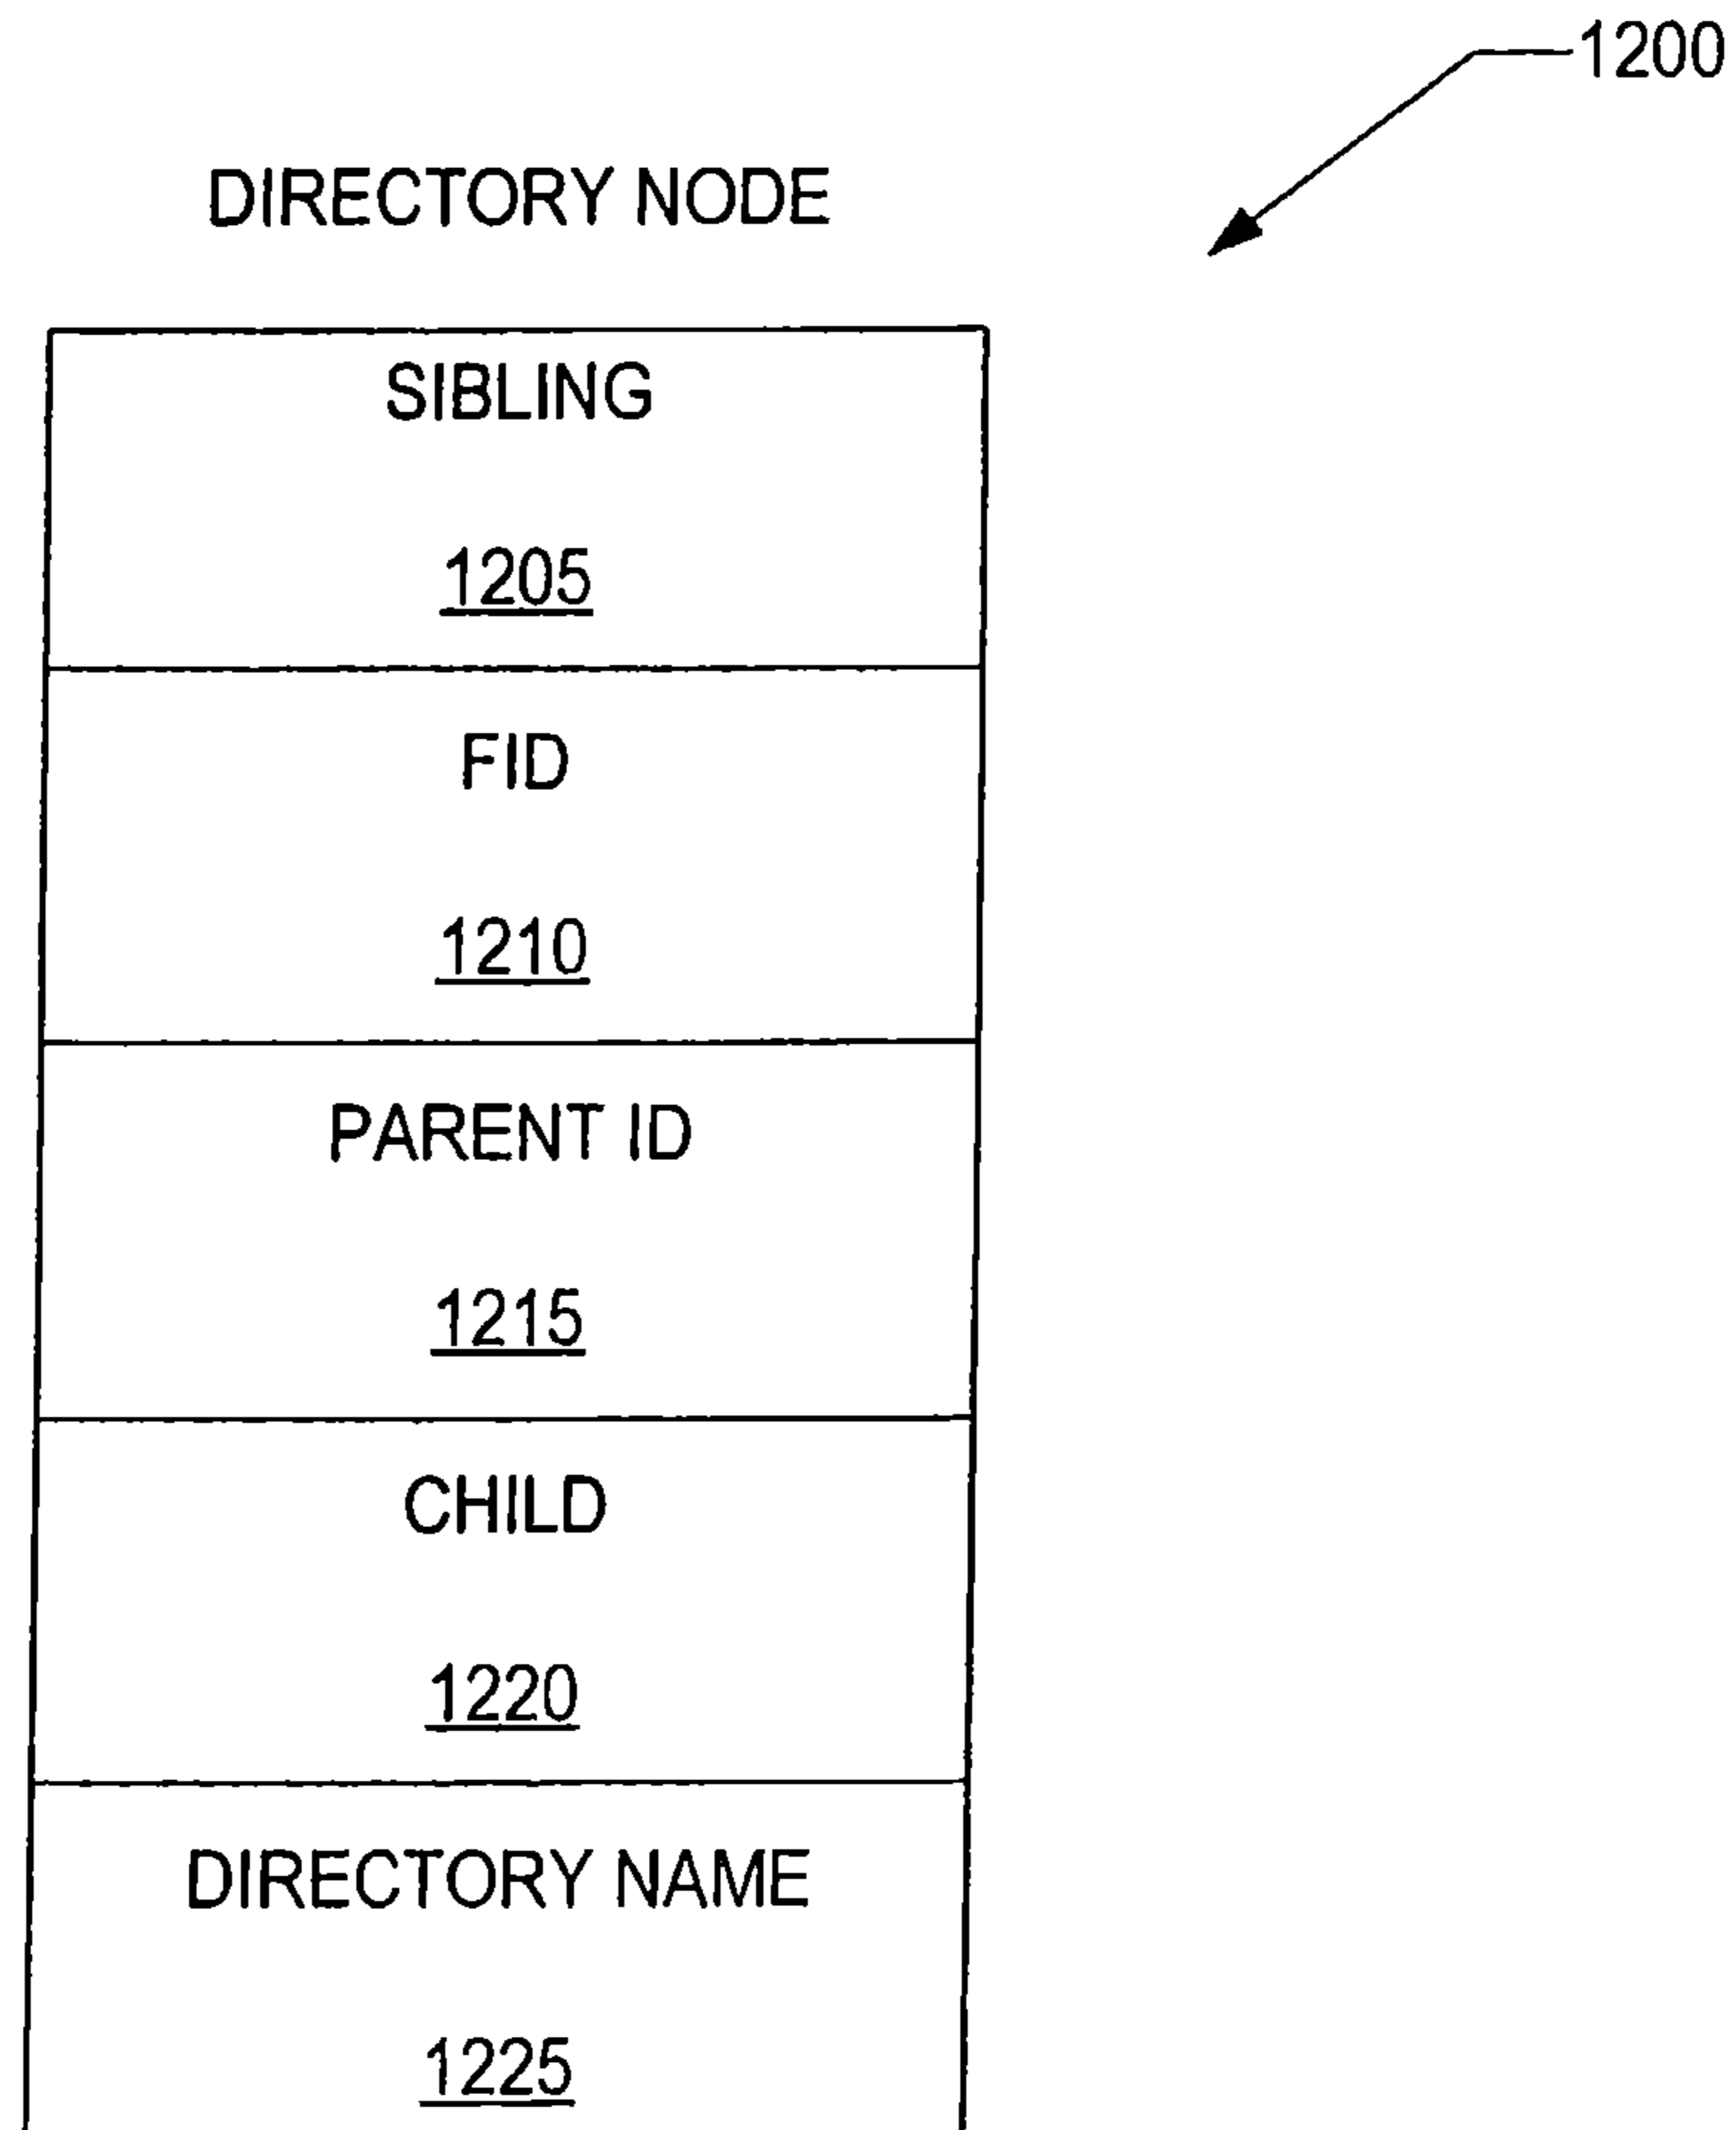 1200
DIRECTORY NODE
SIBLING
1205
FID
1210
PARENT ID
1215
CHILD
1220
DIRECTORY NAME
1225